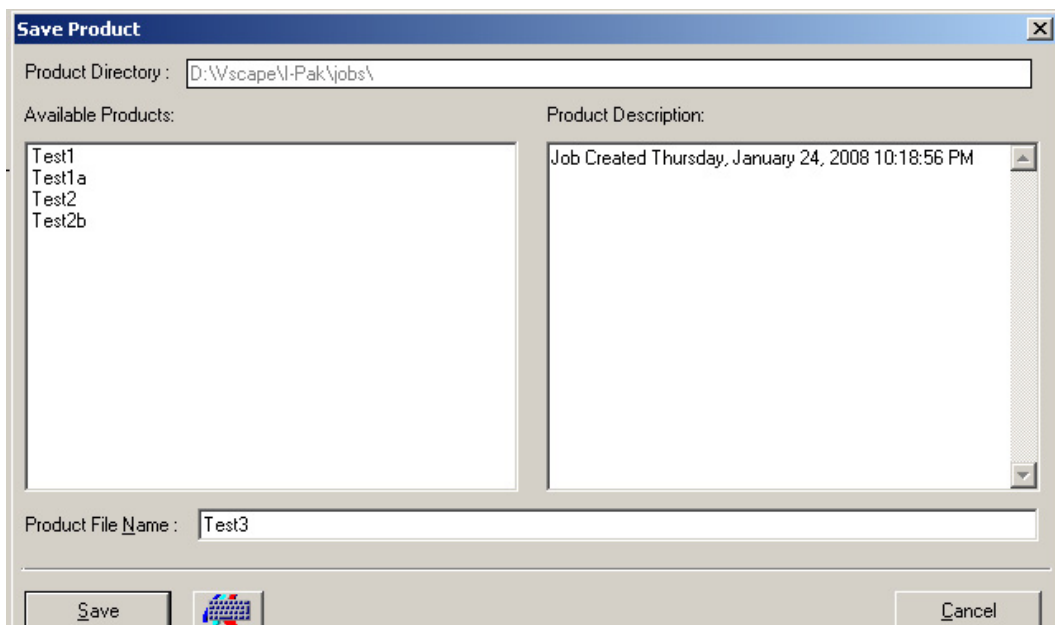 Save Product
Product Directory : D:\Vscape\I-Pak\jobs\
Available Products:
Test1
Test1a
Test2
Test2b
Product Description:
Job Created Thursday, January 24, 2008 10:18:56 PM
Product File Name : Test3
Save
Cancel